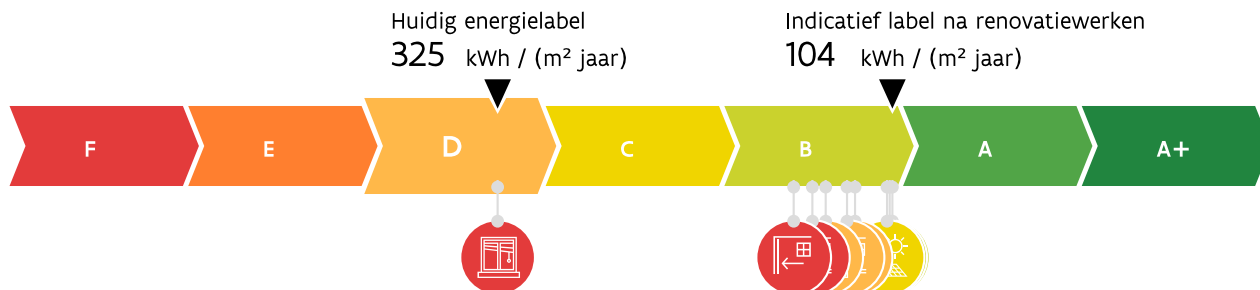 Huidig energielabel
325 kWh / (m² jaar)
Indicatief label na renovatiewerken
104 kWh / (m² jaar)
F E D C B A A+